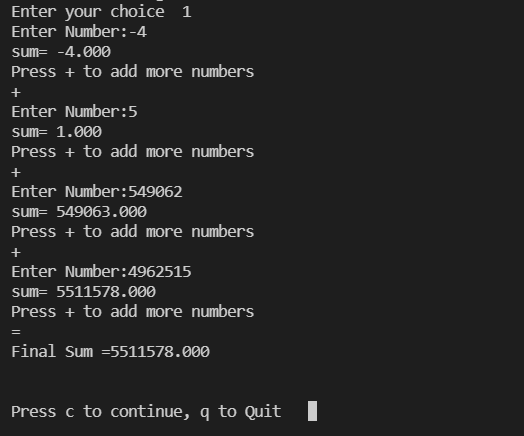 Enter your choice  1
Enter Number:-4
sum= -4.000
Press + to add more numbers
+
Enter Number:5
sum= 1.000
Press + to add more numbers
+
Enter Number:549062
sum= 549063.000
Press + to add more numbers
+
Enter Number:4962515
sum= 5511578.000
Press + to add more numbers
=
Final Sum =5511578.000
Press c to continue, q to Quit